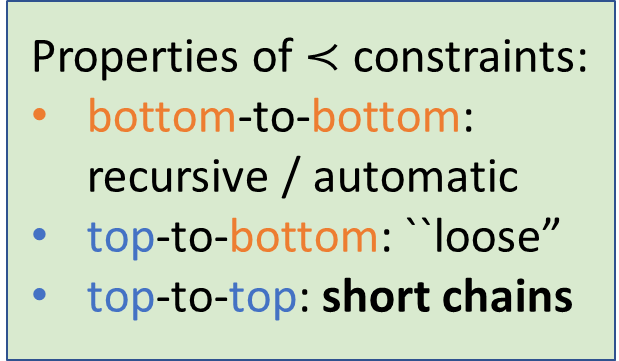 Properties of ≺ constraints:
• bottom-to-bottom:
recursive / automatic
• top-to-bottom: ``loose”
• top-to-top: short chains